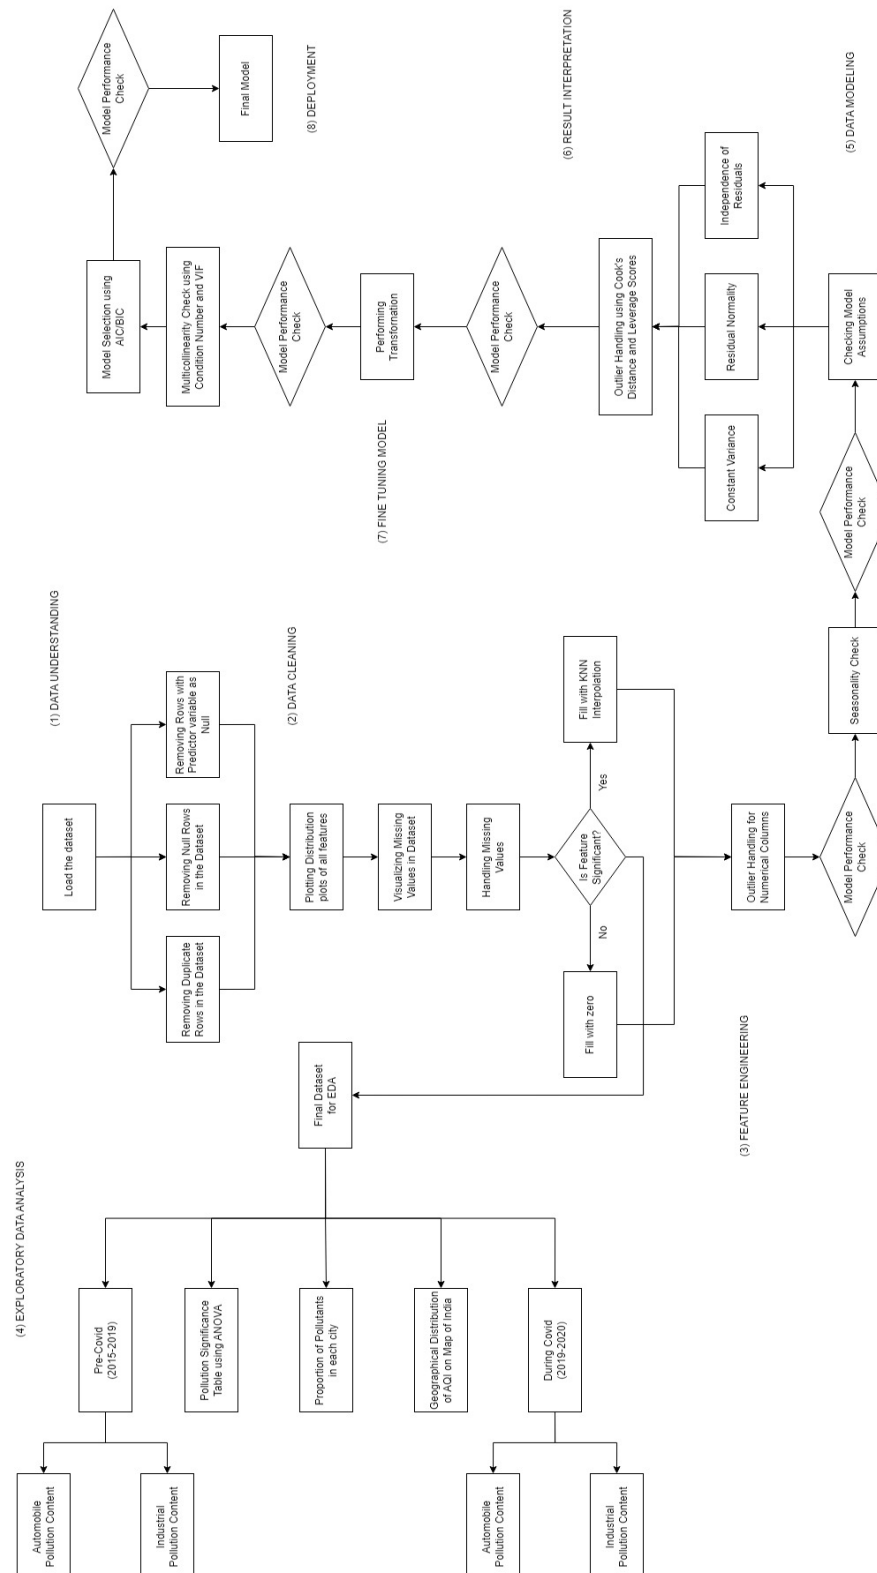 (4) EXPLORATORY DATA ANALYSIS
Automobile
Pollution Content
Industrial
Pollution Content
Pre-Covid
(2015-2019)
Pollution Significance
Table using ANOVA
Proportion of Pollutants
in each city
Geographical Distribution
of AQI on Map of India
During Covid
(2019-2020)
Automobile
Pollution Content
Industrial
Pollution Content
Final Dataset
for EDA
(1) DATA UNDERSTANDING
Load the dataset
Removing Duplicate
Rows in the Dataset
Removing Null Rows
in the Dataset
Removing Rows with
Predictor variable as
Null
(2) DATA CLEANING
Plotting Distribution
plots of all features
Visualizing Missing
Values in Dataset
Handling Missing
Values
Is Feature
Significant?
No
Yes
Fill with zero
Fill with KNN
Interpolation
(3) FEATURE ENGINEERING
Outlier Handling for
Numerical Columns
Model Performance
Check
Seasonality Check
Model Performance
Check
Checking Model
Assumptions
(5) DATA MODELING
Constant Variance
Residual Normality
Independence of
Residuals
(6) RESULT INTERPRETATION
Outlier Handling using Cook's
Distance and Leverage Scores
Model Performance
Check
(7) FINE TUNING MODEL
Performing
Transfornation
Model Performance
Check
Multicollinearity Check using
Condition Number and VIF
Model Selection using
AIC/BIC
Model Performance
Check
Final Model
(8) DEPLOYMENT